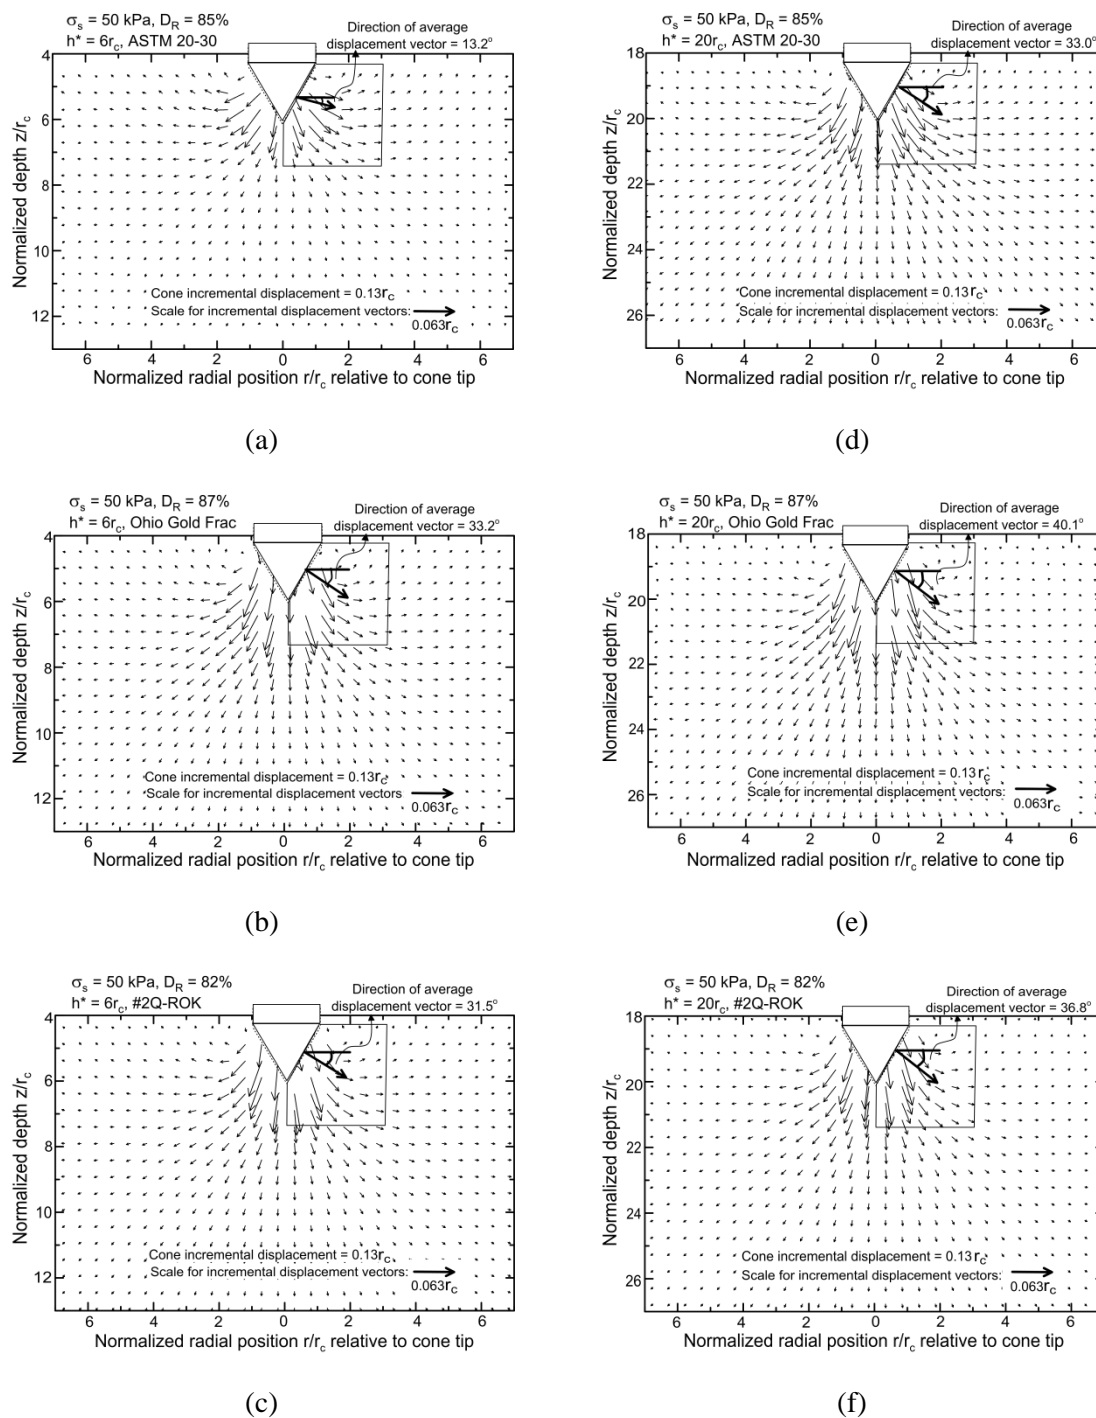 σs = 50 kPa, DR = 85%
h* = 6rc, ASTM 20-30
Direction of average
displacement vector = 13.2°
4
6
8
10
12
Normalized depth z/rc
Cone incremental displacement = 0.13rc
Scale for incremental displacement vectors:
0.063rc
6 4 2 0 2 4 6
Normalized radial position r/rc relative to cone tip
(a)
σs = 50 kPa, DR = 85%
h* = 20rc, ASTM 20-30
Direction of average
displacement vector = 33.0°
18
20
22
24
26
Normalized depth z/rc
Cone incremental displacement = 0.13rc
Scale for incremental displacement vectors:
0.063rc
6 4 2 0 2 4 6
Normalized radial position r/rc relative to cone tip
(d)
σs = 50 kPa, DR = 87%
h* = 6rc, Ohio Gold Frac
Direction of average
displacement vector = 33.2°
4
6
8
10
12
Normalized depth z/rc
Cone incremental displacement = 0.13rc
Scale for incremental displacement vectors
0.063rc
6 4 2 0 2 4 6
Normalized radial position r/rc relative to cone tip
(b)
σs = 50 kPa, DR = 87%
h* = 20rc, Ohio Gold Frac
Direction of average
displacement vector = 40.1°
18
20
22
24
26
Normalized depth z/rc
Cone incremental displacement = 0.13rc
Scale for incremental displacement vectors:
0.063rc
6 4 2 0 2 4 6
Normalized radial position r/rc relative to cone tip
(e)
σs = 50 kPa, DR = 82%
h* = 6rc, #2Q-ROK
Direction of average
displacement vector = 31.5°
4
6
8
10
12
Normalized depth z/rc
Cone incremental displacement = 0.13rc
Scale for incremental displacement vectors:
0.063rc
6 4 2 0 2 4 6
Normalized radial position r/rc relative to cone tip
(c)
σs = 50 kPa, DR = 82%
h* = 20rc, #2Q-ROK
Direction of average
displacement vector = 36.8°
18
20
22
24
26
Normalized depth z/rc
Cone incremental displacement = 0.13rc
Scale for incremental displacement vectors:
0.063rc
6 4 2 0 2 4 6
Normalized radial position r/rc relative to cone tip
(f)